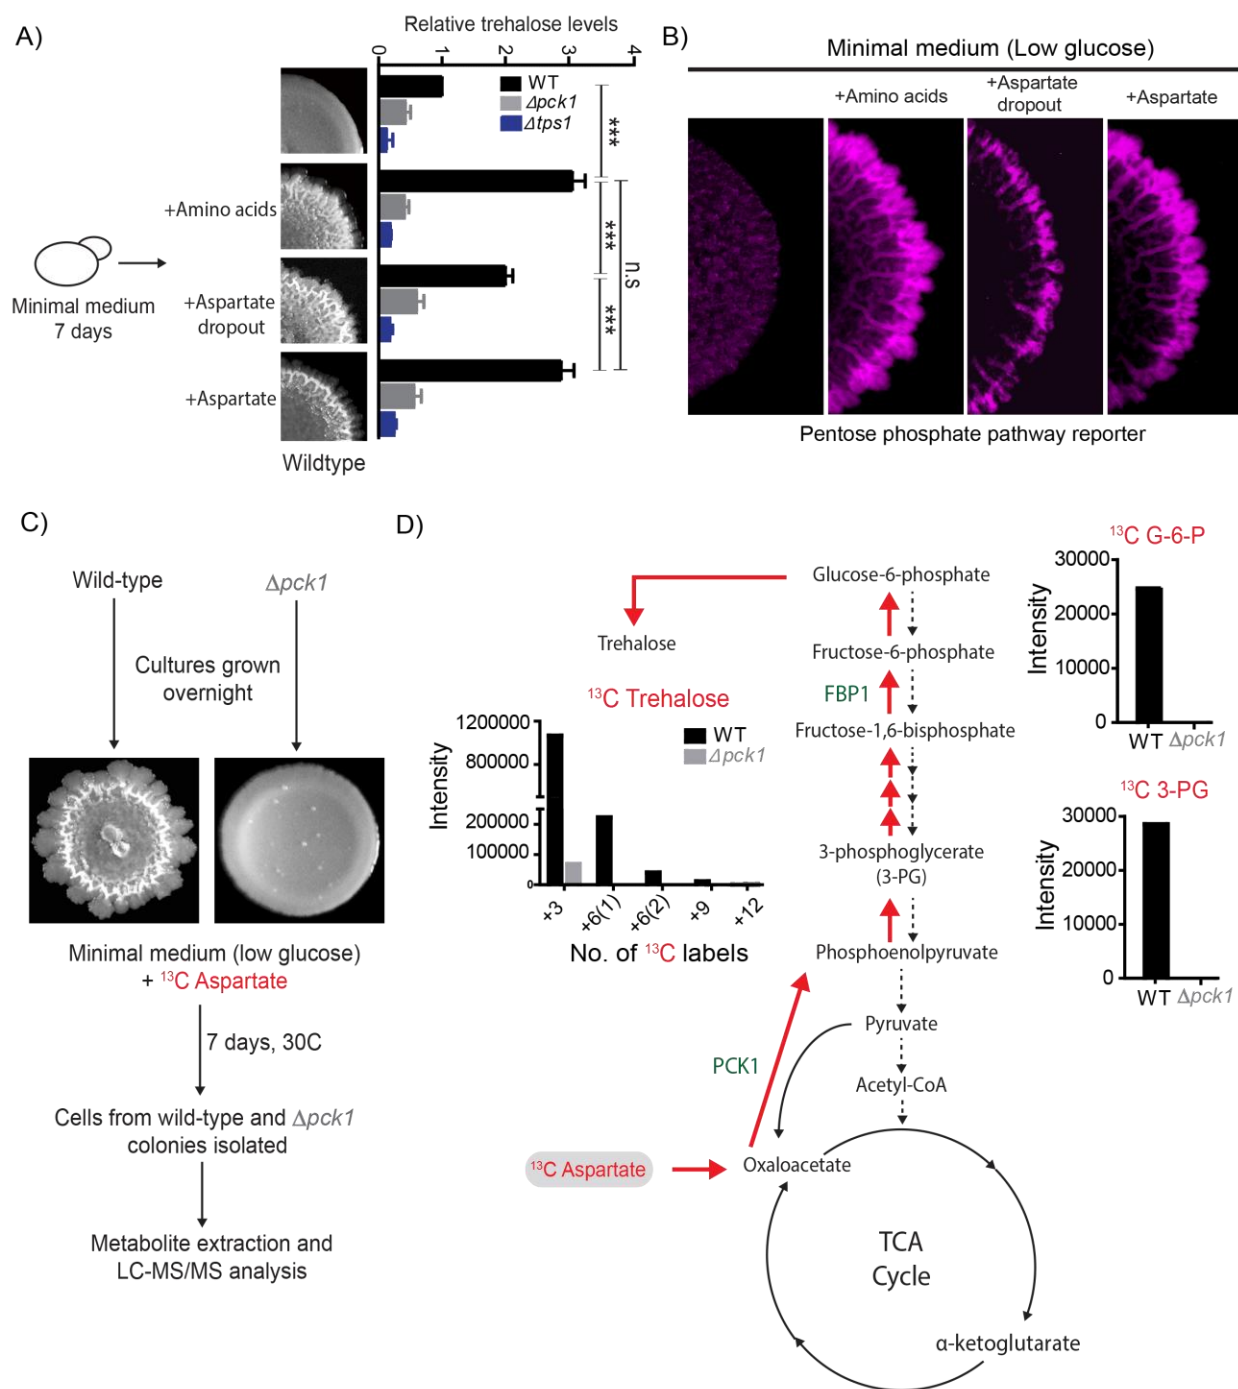 A)
Relative trehalose levels
0 1 2 3 4
WT
Δpck1
Δtps1
***
***
***
n.s
+Amino acids
+Aspartate
dropout
+Aspartate
Minimal medium
7 days
Wildtype
B)
Minimal medium (Low glucose)
+Amino acids
+Aspartate
dropout
+Aspartate
Pentose phosphate pathway reporter
C)
Wild-type
Δpck1
Cultures grown
overnight
Minimal medium (low glucose)
+ ¹³C Aspartate
7 days, 30C
Cells from wild-type and Δpck1
colonies isolated
Metabolite extraction and
LC-MS/MS analysis
D)
Glucose-6-phosphate
Trehalose
Fructose-6-phosphate
FBP1
Fructose-1,6-bisphosphate
3-phosphoglycerate
(3-PG)
Phosphoenolpyruvate
Pyruvate
PCK1
Acetyl-CoA
¹³C Aspartate
Oxaloacetate
TCA
Cycle
α-ketoglutarate
¹³C Trehalose
WT
Δpck1
Intensity
1200000
800000
200000
100000
0
+3 +6(1) +6(2) +9 +12
No. of ¹³C labels
¹³C G-6-P
Intensity
30000
20000
10000
0
WT Δpck1
¹³C 3-PG
Intensity
30000
20000
10000
0
WT Δpck1